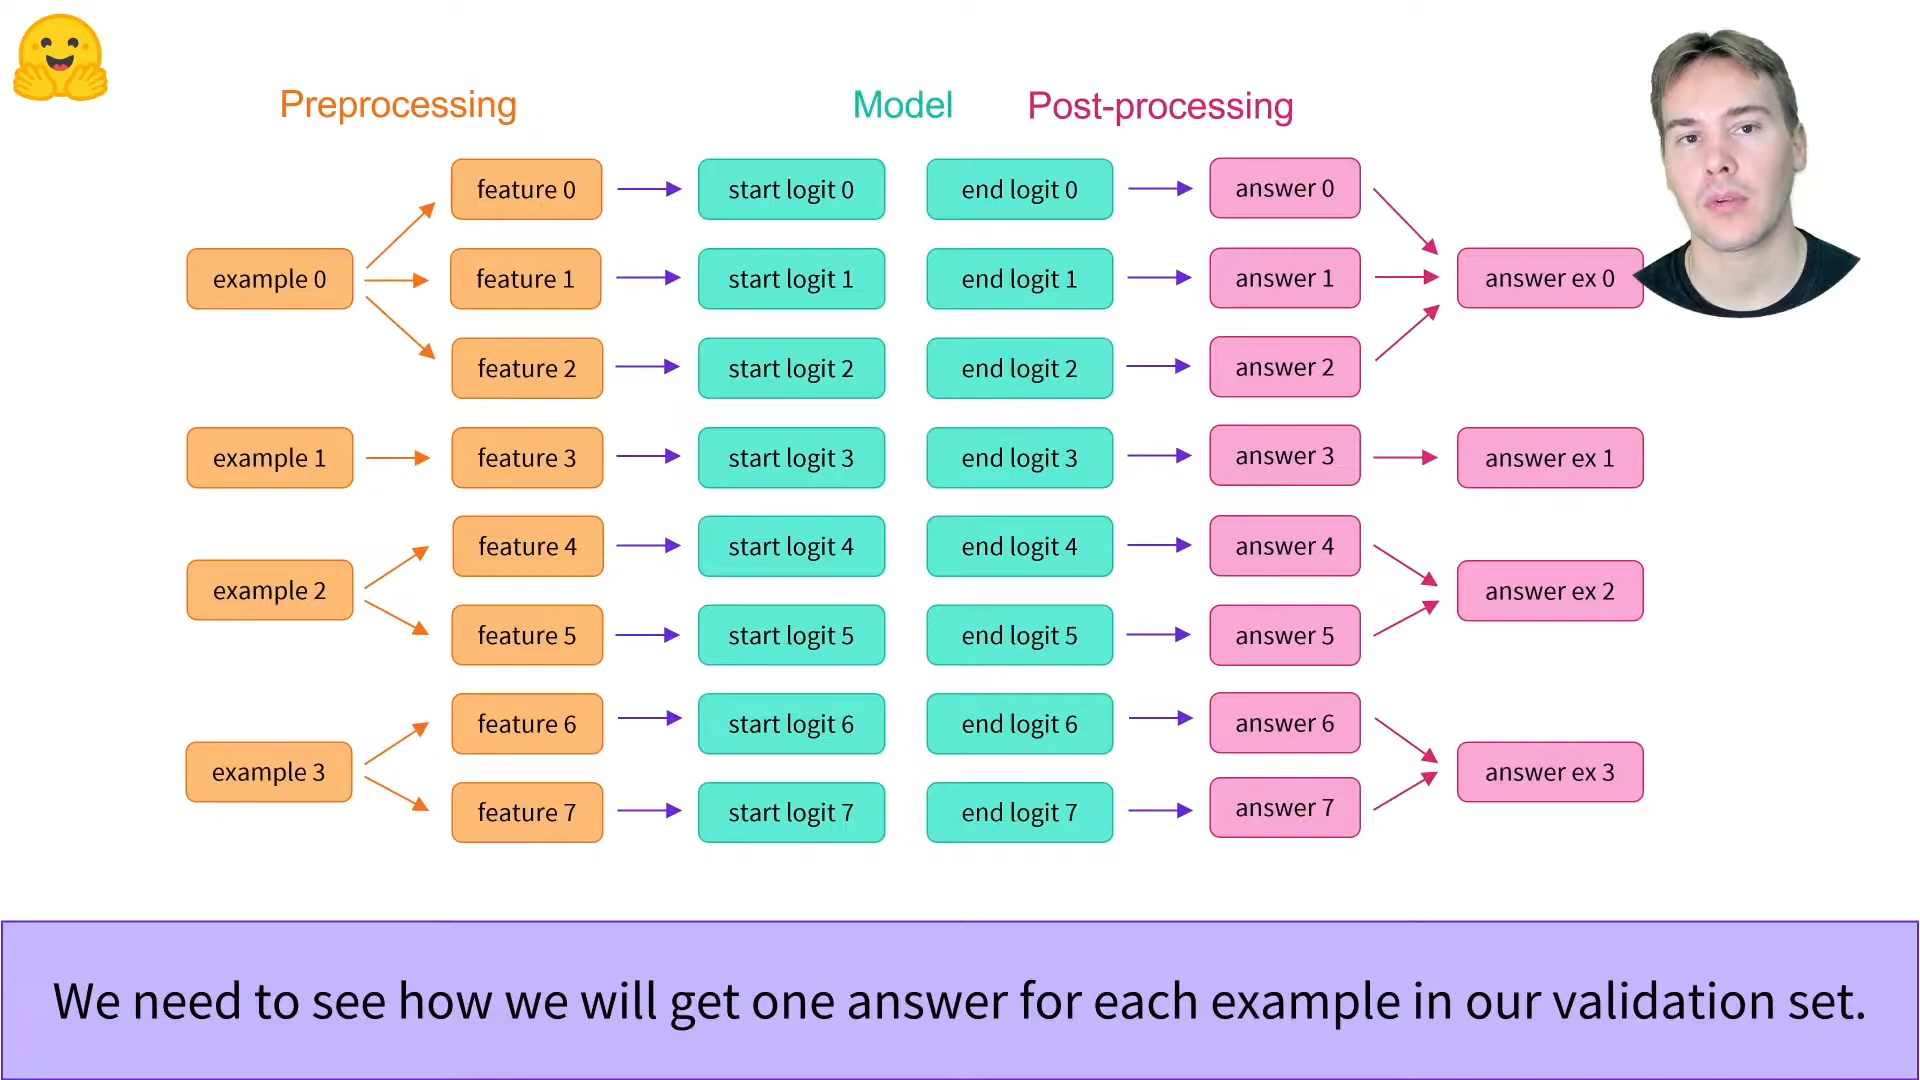 Preprocessing
Model
Post-processing
feature 0
start logit 0
end logit 0
answer 0
example 0
feature 1
start logit 1
end logit 1
answer 1
answer ex 0
feature 2
start logit 2
end logit 2
answer 2
example 1
feature 3
start logit 3
end logit 3
answer 3
answer ex 1
feature 4
start logit 4
end logit 4
answer 4
example 2
answer ex 2
feature 5
start logit 5
end logit 5
answer 5
feature 6
start logit 6
end logit 6
answer 6
example 3
answer ex 3
feature 7
start logit 7
end logit 7
answer 7
We need to see how we will get one answer for each example in our validation set.